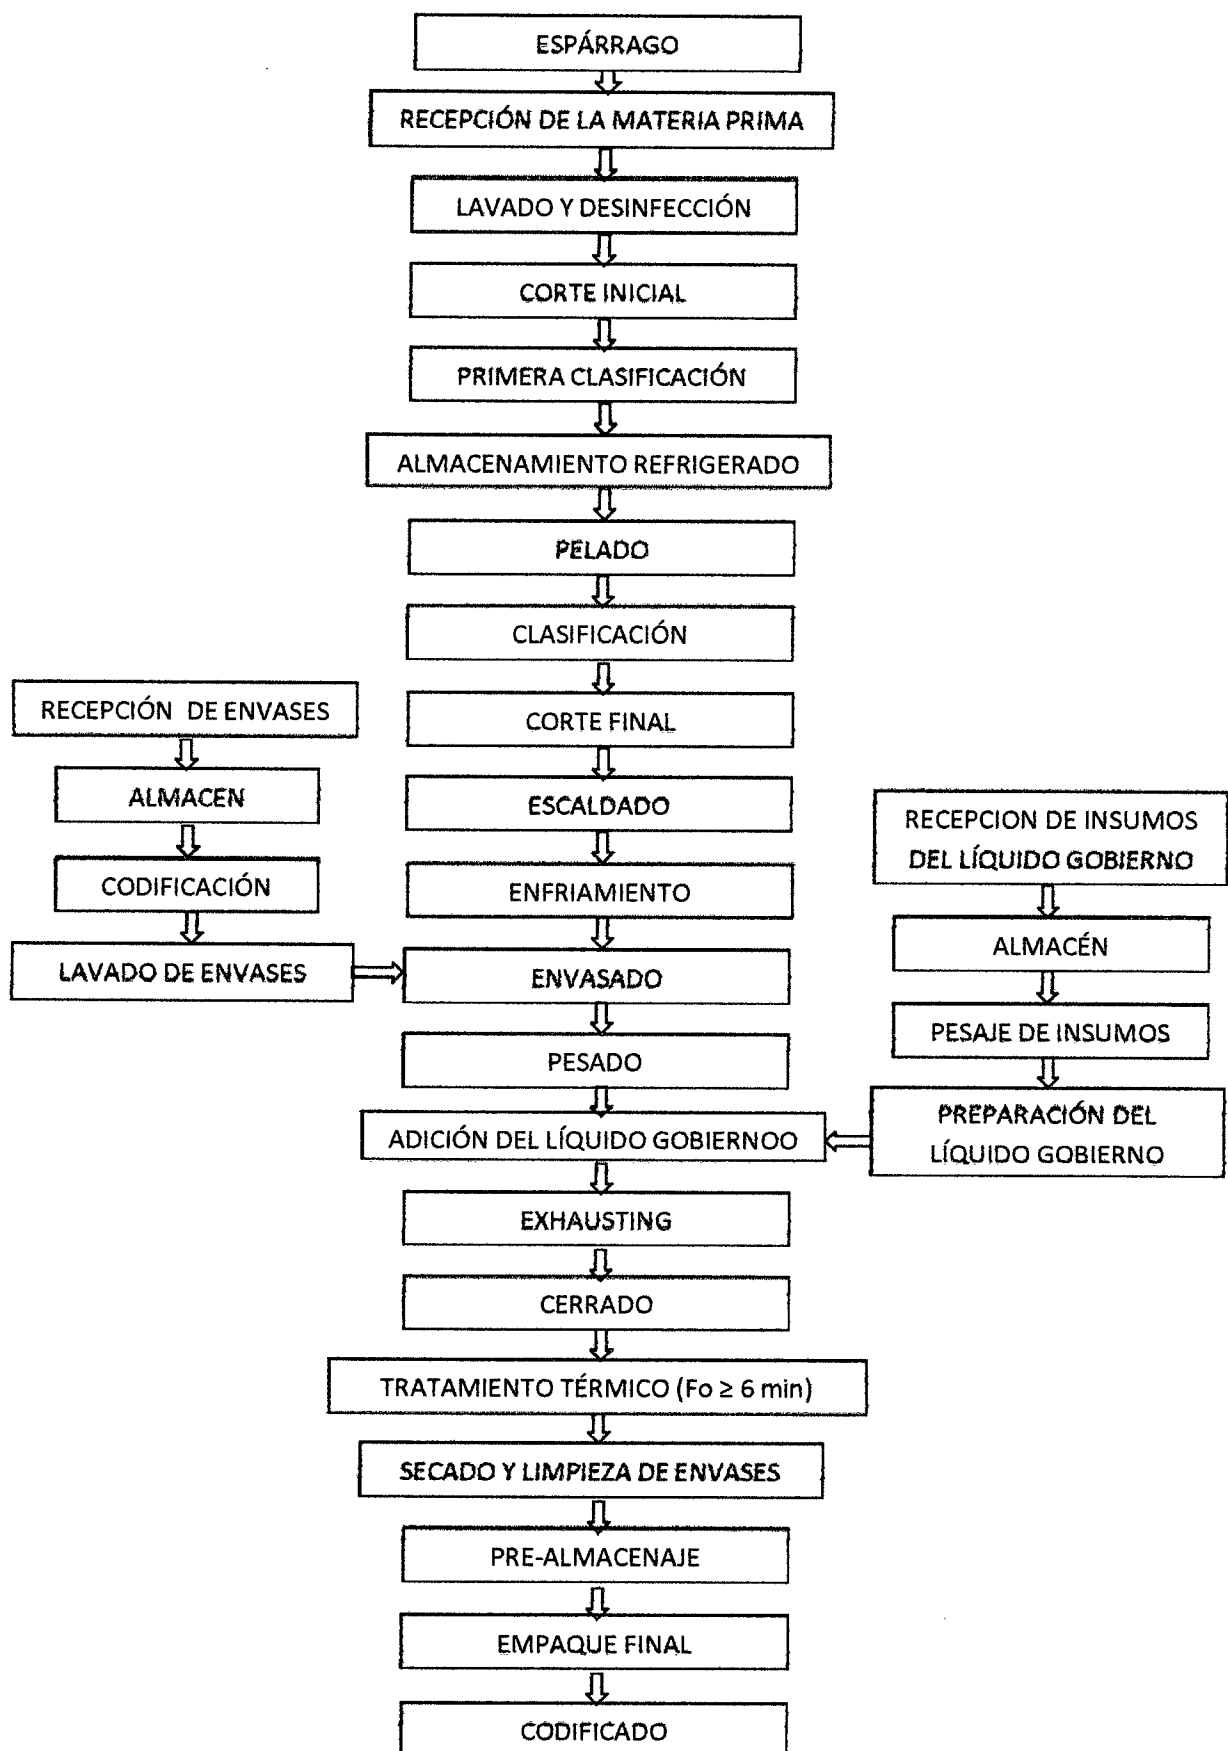 ESPÁRRAGO
RECEPCIÓN DE LA MATERIA PRIMA
LAVADO Y DESINFECCIÓN
CORTE INICIAL
PRIMERA CLASIFICACIÓN
ALMACENAMIENTO REFRIGERADO
PELADO
CLASIFICACIÓN
CORTE FINAL
ESCALDADO
ENFRIAMIENTO
RECEPCIÓN DE ENVASES
ALMACEN
CODIFICACIÓN
LAVADO DE ENVASES
ENVASADO
PESADO
RECEPCION DE INSUMOS
DEL LÍQUIDO GOBIERNO
ALMACÉN
PESAJE DE INSUMOS
PREPARACIÓN DEL
LÍQUIDO GOBIERNO
ADICIÓN DEL LÍQUIDO GOBIERNOO
EXHAUSTING
CERRADO
TRATAMIENTO TÉRMICO (Fo ≥ 6 min)
SECADO Y LIMPIEZA DE ENVASES
PRE-ALMACENAJE
EMPAQUE FINAL
CODIFICADO